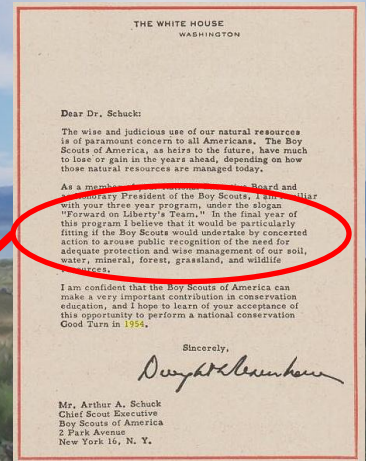 THE WHITE HOUSE
WASHINGTON
Dear Dr. Schuck:
The wise and judicious use of our natural resources
is of paramount concern to all Americans. The Boy
Scouts of America, as heirs to the future, have much
to lose or gain in the years ahead, depending on how
those natural resources are managed today.
As a member of your National Executive Board and
Honorary President of the Boy Scouts, I am familiar
with your three year program, under the slogan
"Forward on Liberty's Team." In the final year of
this program I believe that it would be particularly
fitting if the Boy Scouts would undertake by concerted
action to arouse public recognition of the need for
adequate protection and wise management of our soil,
water, mineral, forest, grassland, and wildlife
resources.
I am confident that the Boy Scouts of America can
make a very important contribution in conservation
education, and I hope to learn of your acceptance of
this opportunity to perform a national conservation
Good Turn in 1954.
Sincerely,
Dwight D Eisenhower
Mr. Arthur A. Schuck
Chief Scout Executive
Boy Scouts of America
2 Park Avenue
New York 16, N. Y.